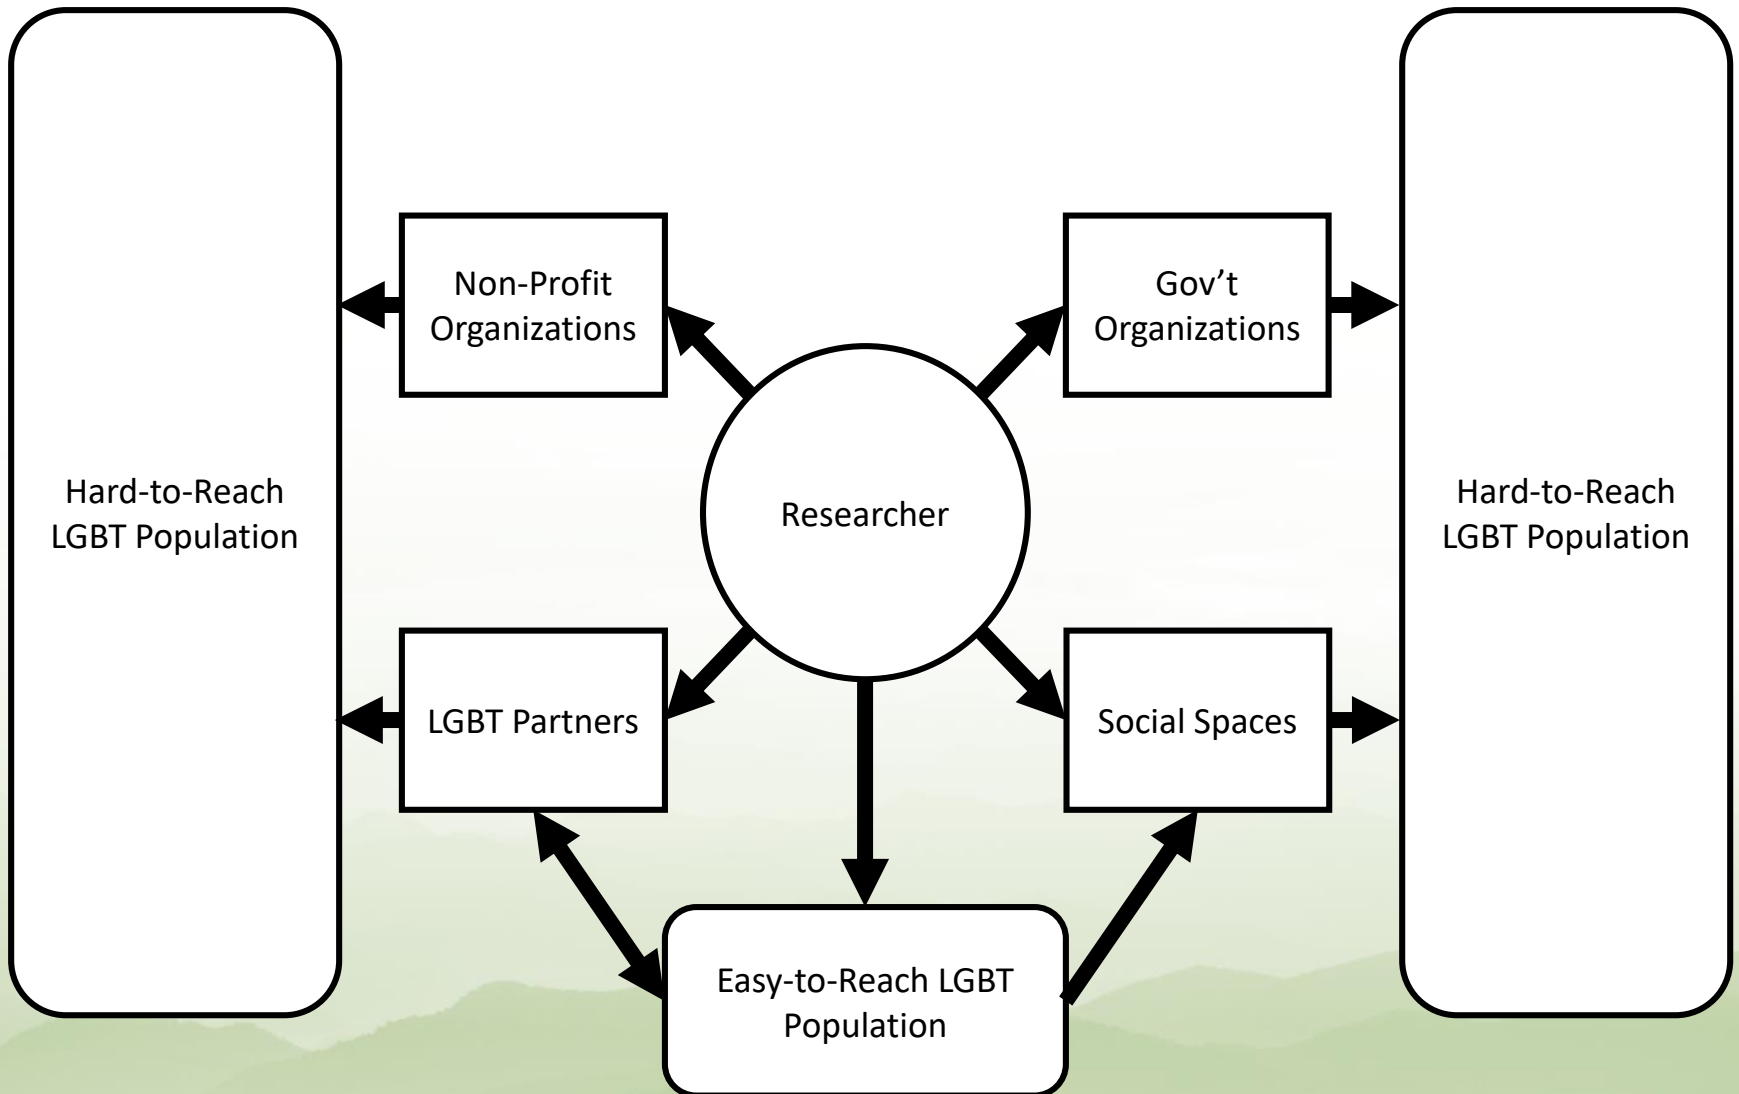 Non-Profit
Organizations
Gov’t
Organizations
Hard-to-Reach
LGBT Population
Researcher
Hard-to-Reach
LGBT Population
LGBT Partners
Social Spaces
Easy-to-Reach LGBT
Population